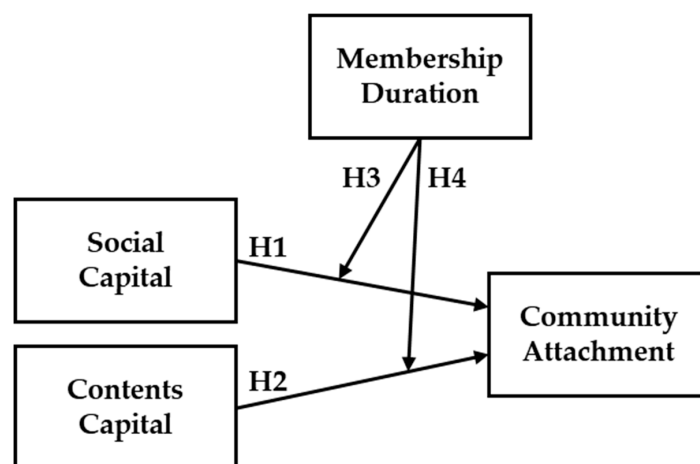 Membership
Duration
H3
H4
Social
Capital
H1
Community
Attachment
Contents
Capital
H2